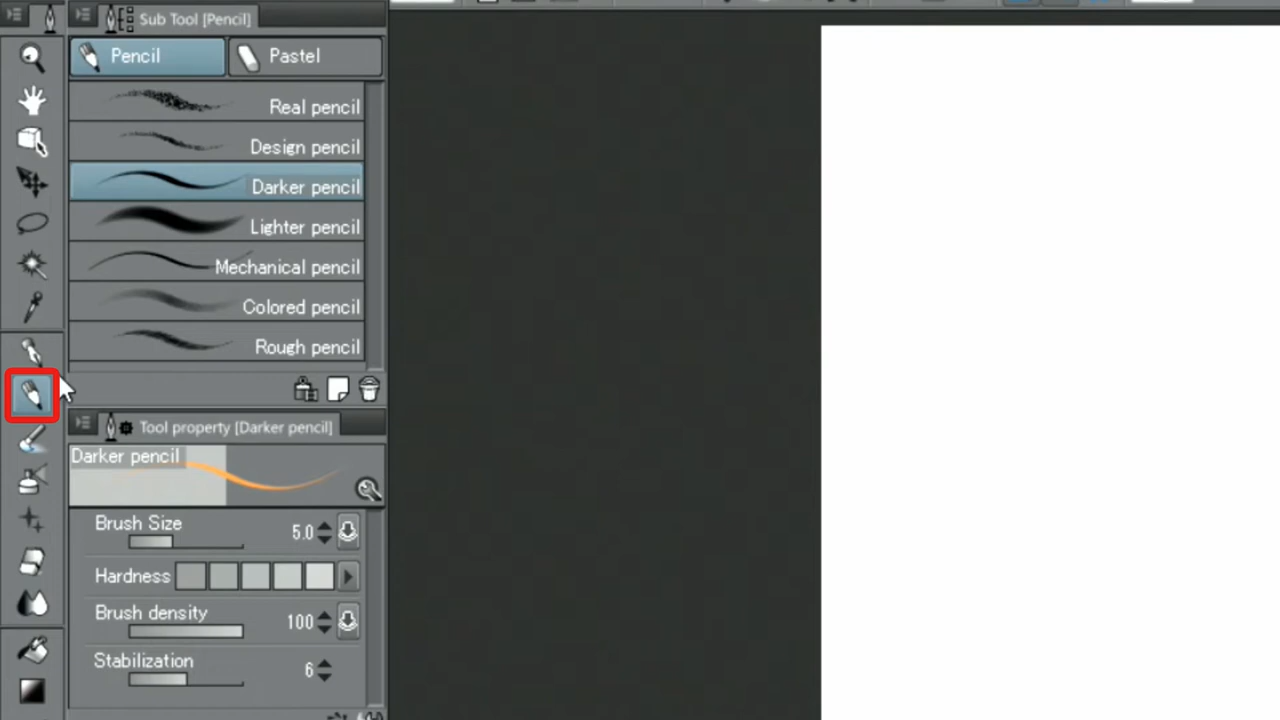 Sub Tool [Pencil]
Pencil
Pastel
Real pencil
Design pencil
Darker pencil
Lighter pencil
Mechanical pencil
Colored pencil
Rough pencil
Tool property [Darker pencil]
Darker pencil
Brush Size 5.0
Hardness
Brush density 100
Stabilization 6